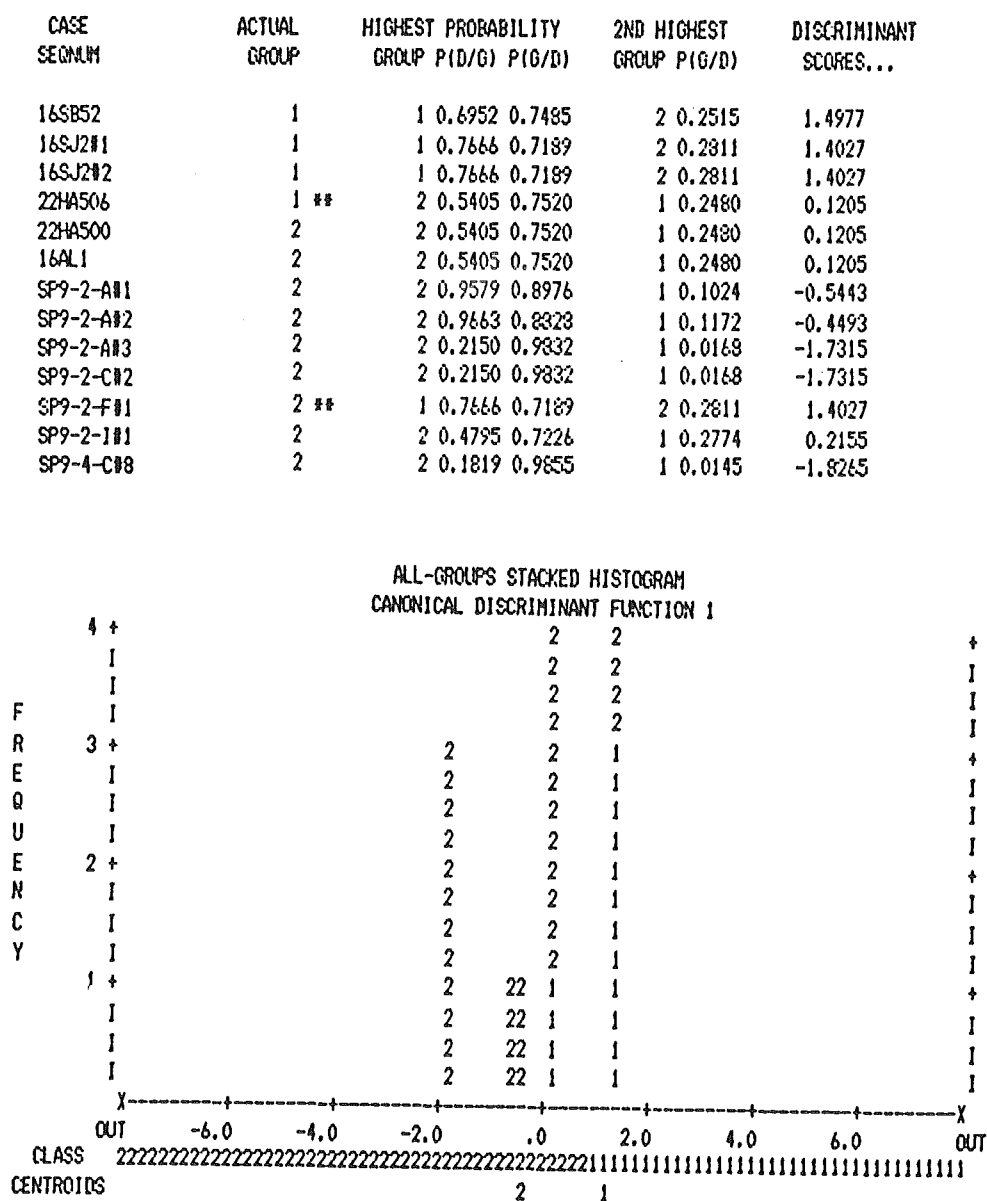 CASE ACTUAL HIGHEST PROBABILITY 2ND HIGHEST DISCRIMINANT
SEQNUM GROUP GROUP P(D/G) P(G/D) GROUP P(G/D) SCORES...
16SB52 1 1 0.6952 0.7485 2 0.2515 1.4977
16SJ2#1 1 1 0.7666 0.7189 2 0.2811 1.4027
16SJ2#2 1 1 0.7666 0.7189 2 0.2811 1.4027
22HA506 1 ** 2 0.5405 0.7520 1 0.2480 0.1205
22HA500 2 2 0.5405 0.7520 1 0.2480 0.1205
16AL1 2 2 0.5405 0.7520 1 0.2480 0.1205
SP9-2-A#1 2 2 0.9579 0.8976 1 0.1024 -0.5443
SP9-2-A#2 2 2 0.9663 0.8828 1 0.1172 -0.4493
SP9-2-A#3 2 2 0.2150 0.9832 1 0.0168 -1.7315
SP9-2-C#2 2 2 0.2150 0.9832 1 0.0168 -1.7315
SP9-2-F#1 2 ** 1 0.7666 0.7189 2 0.2811 1.4027
SP9-2-I#1 2 2 0.4795 0.7226 1 0.2774 0.2155
SP9-4-C#8 2 2 0.1819 0.9855 1 0.0145 -1.8265
ALL-GROUPS STACKED HISTOGRAM
CANONICAL DISCRIMINANT FUNCTION 1
4 + 2 2 +
I 2 2 I
I 2 2 I
F I 2 2 I
R 3 + 2 2 1 +
E I 2 2 1 I
Q I 2 2 1 I
U I 2 2 1 I
E 2 + 2 2 1 +
N I 2 2 1 I
C I 2 2 1 I
Y I 2 2 1 I
1 + 2 22 1 1 +
I 2 22 1 1 I
I 2 22 1 1 I
I 2 22 1 1 I
X---------+---------+---------+---------+---------+---------+---------+---------X
OUT -6.0 -4.0 -2.0 .0 2.0 4.0 6.0 OUT
CLASS 22222222222222222222222222222222222222222222211111111111111111111111111111111111
CENTROIDS 2 1